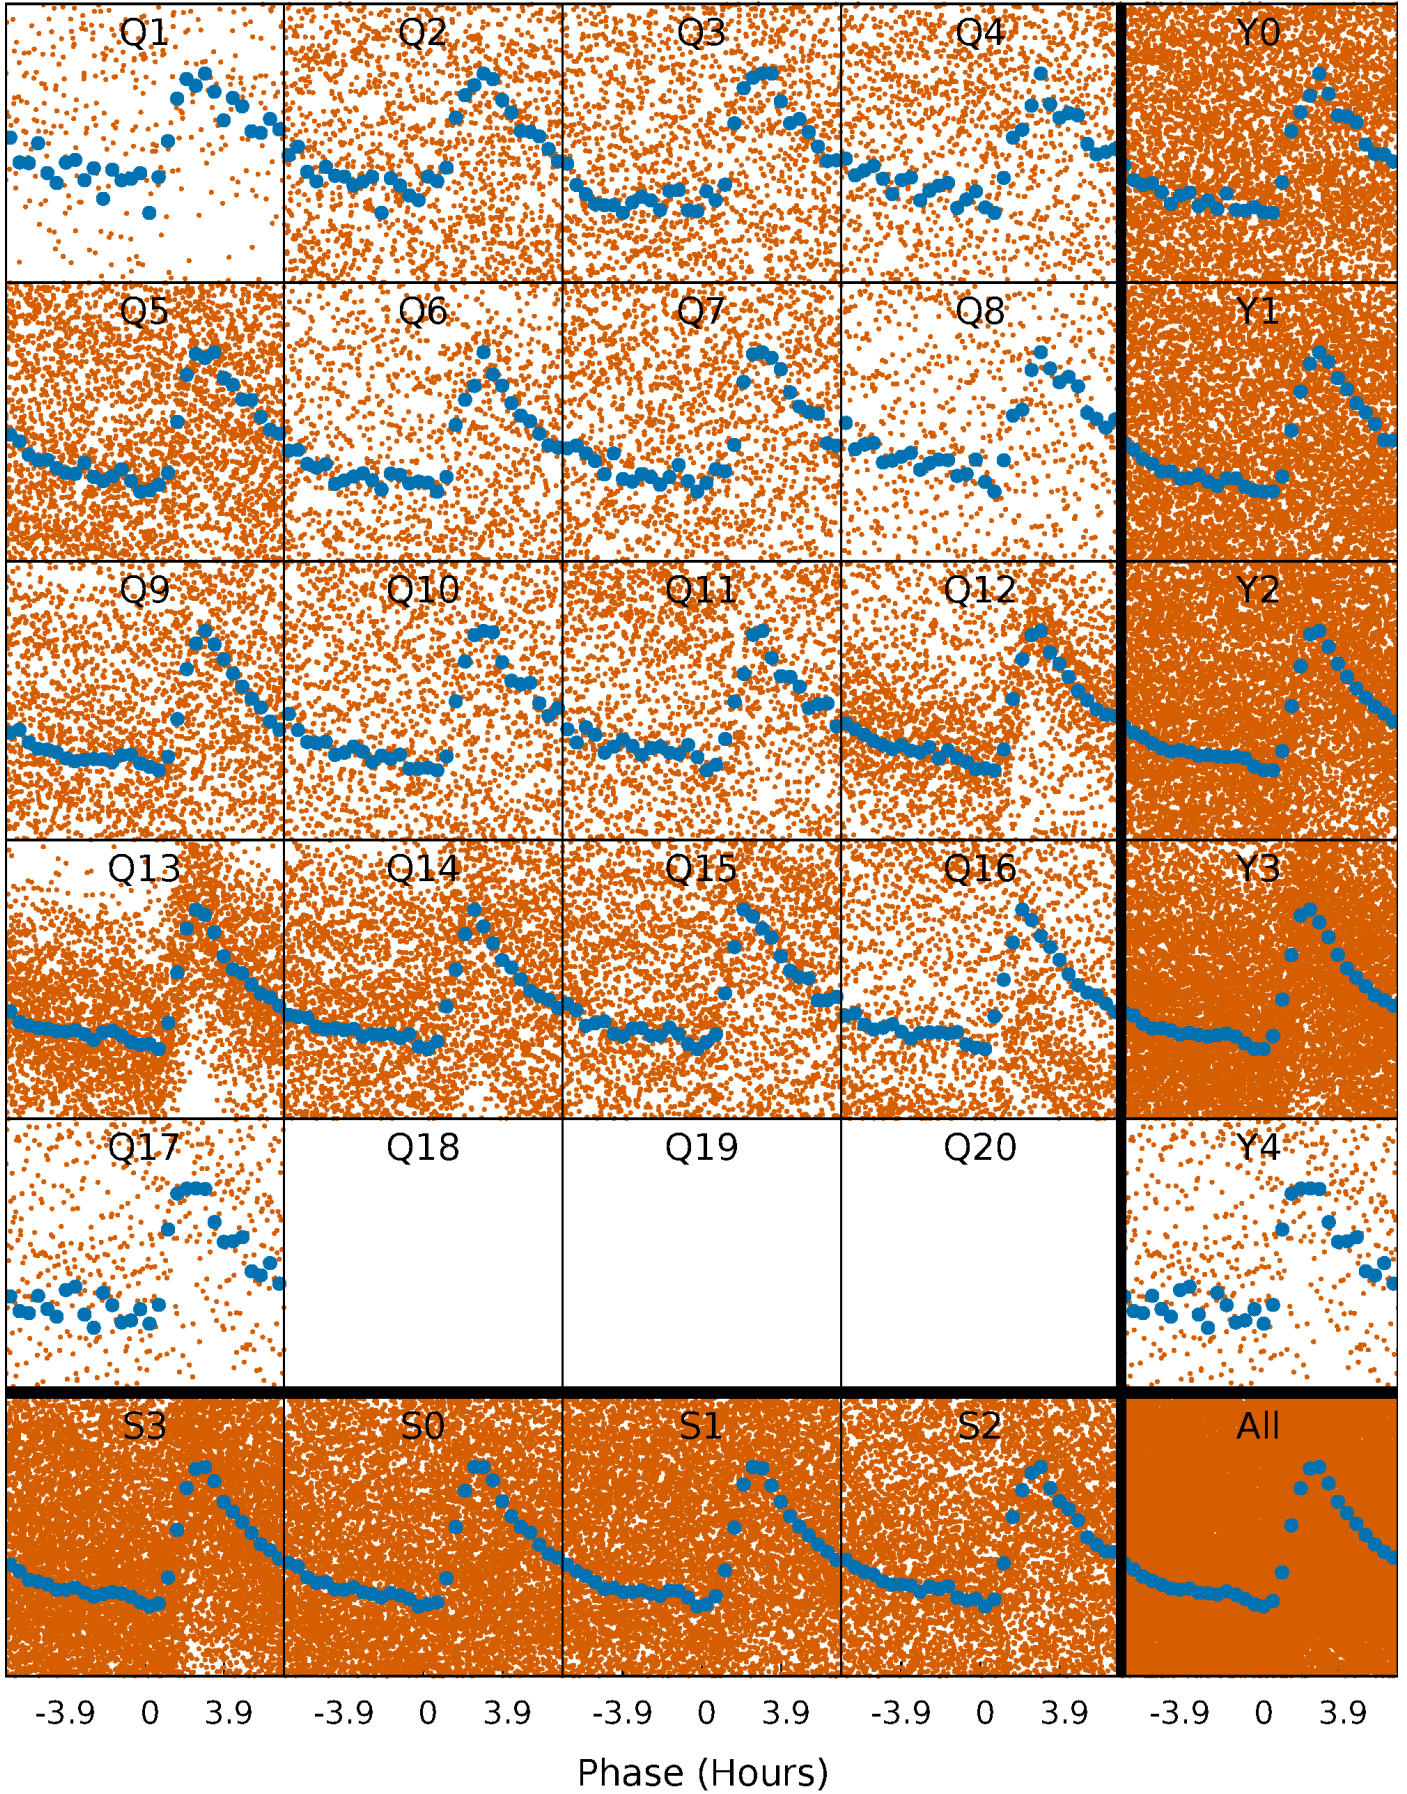 Q1 Q2 Q3 Q4 Y0
Q5 Q6 Q7 Q8 Y1
Q9 Q10 Q11 Q12 Y2
Q13 Q14 Q15 Q16 Y3
Q17 Q18 Q19 Q20 Y4
S3 S0 S1 S2 All
-3.9 0 3.9 -3.9 0 3.9 -3.9 0 3.9 -3.9 0 3.9 -3.9 0 3.9
Phase (Hours)